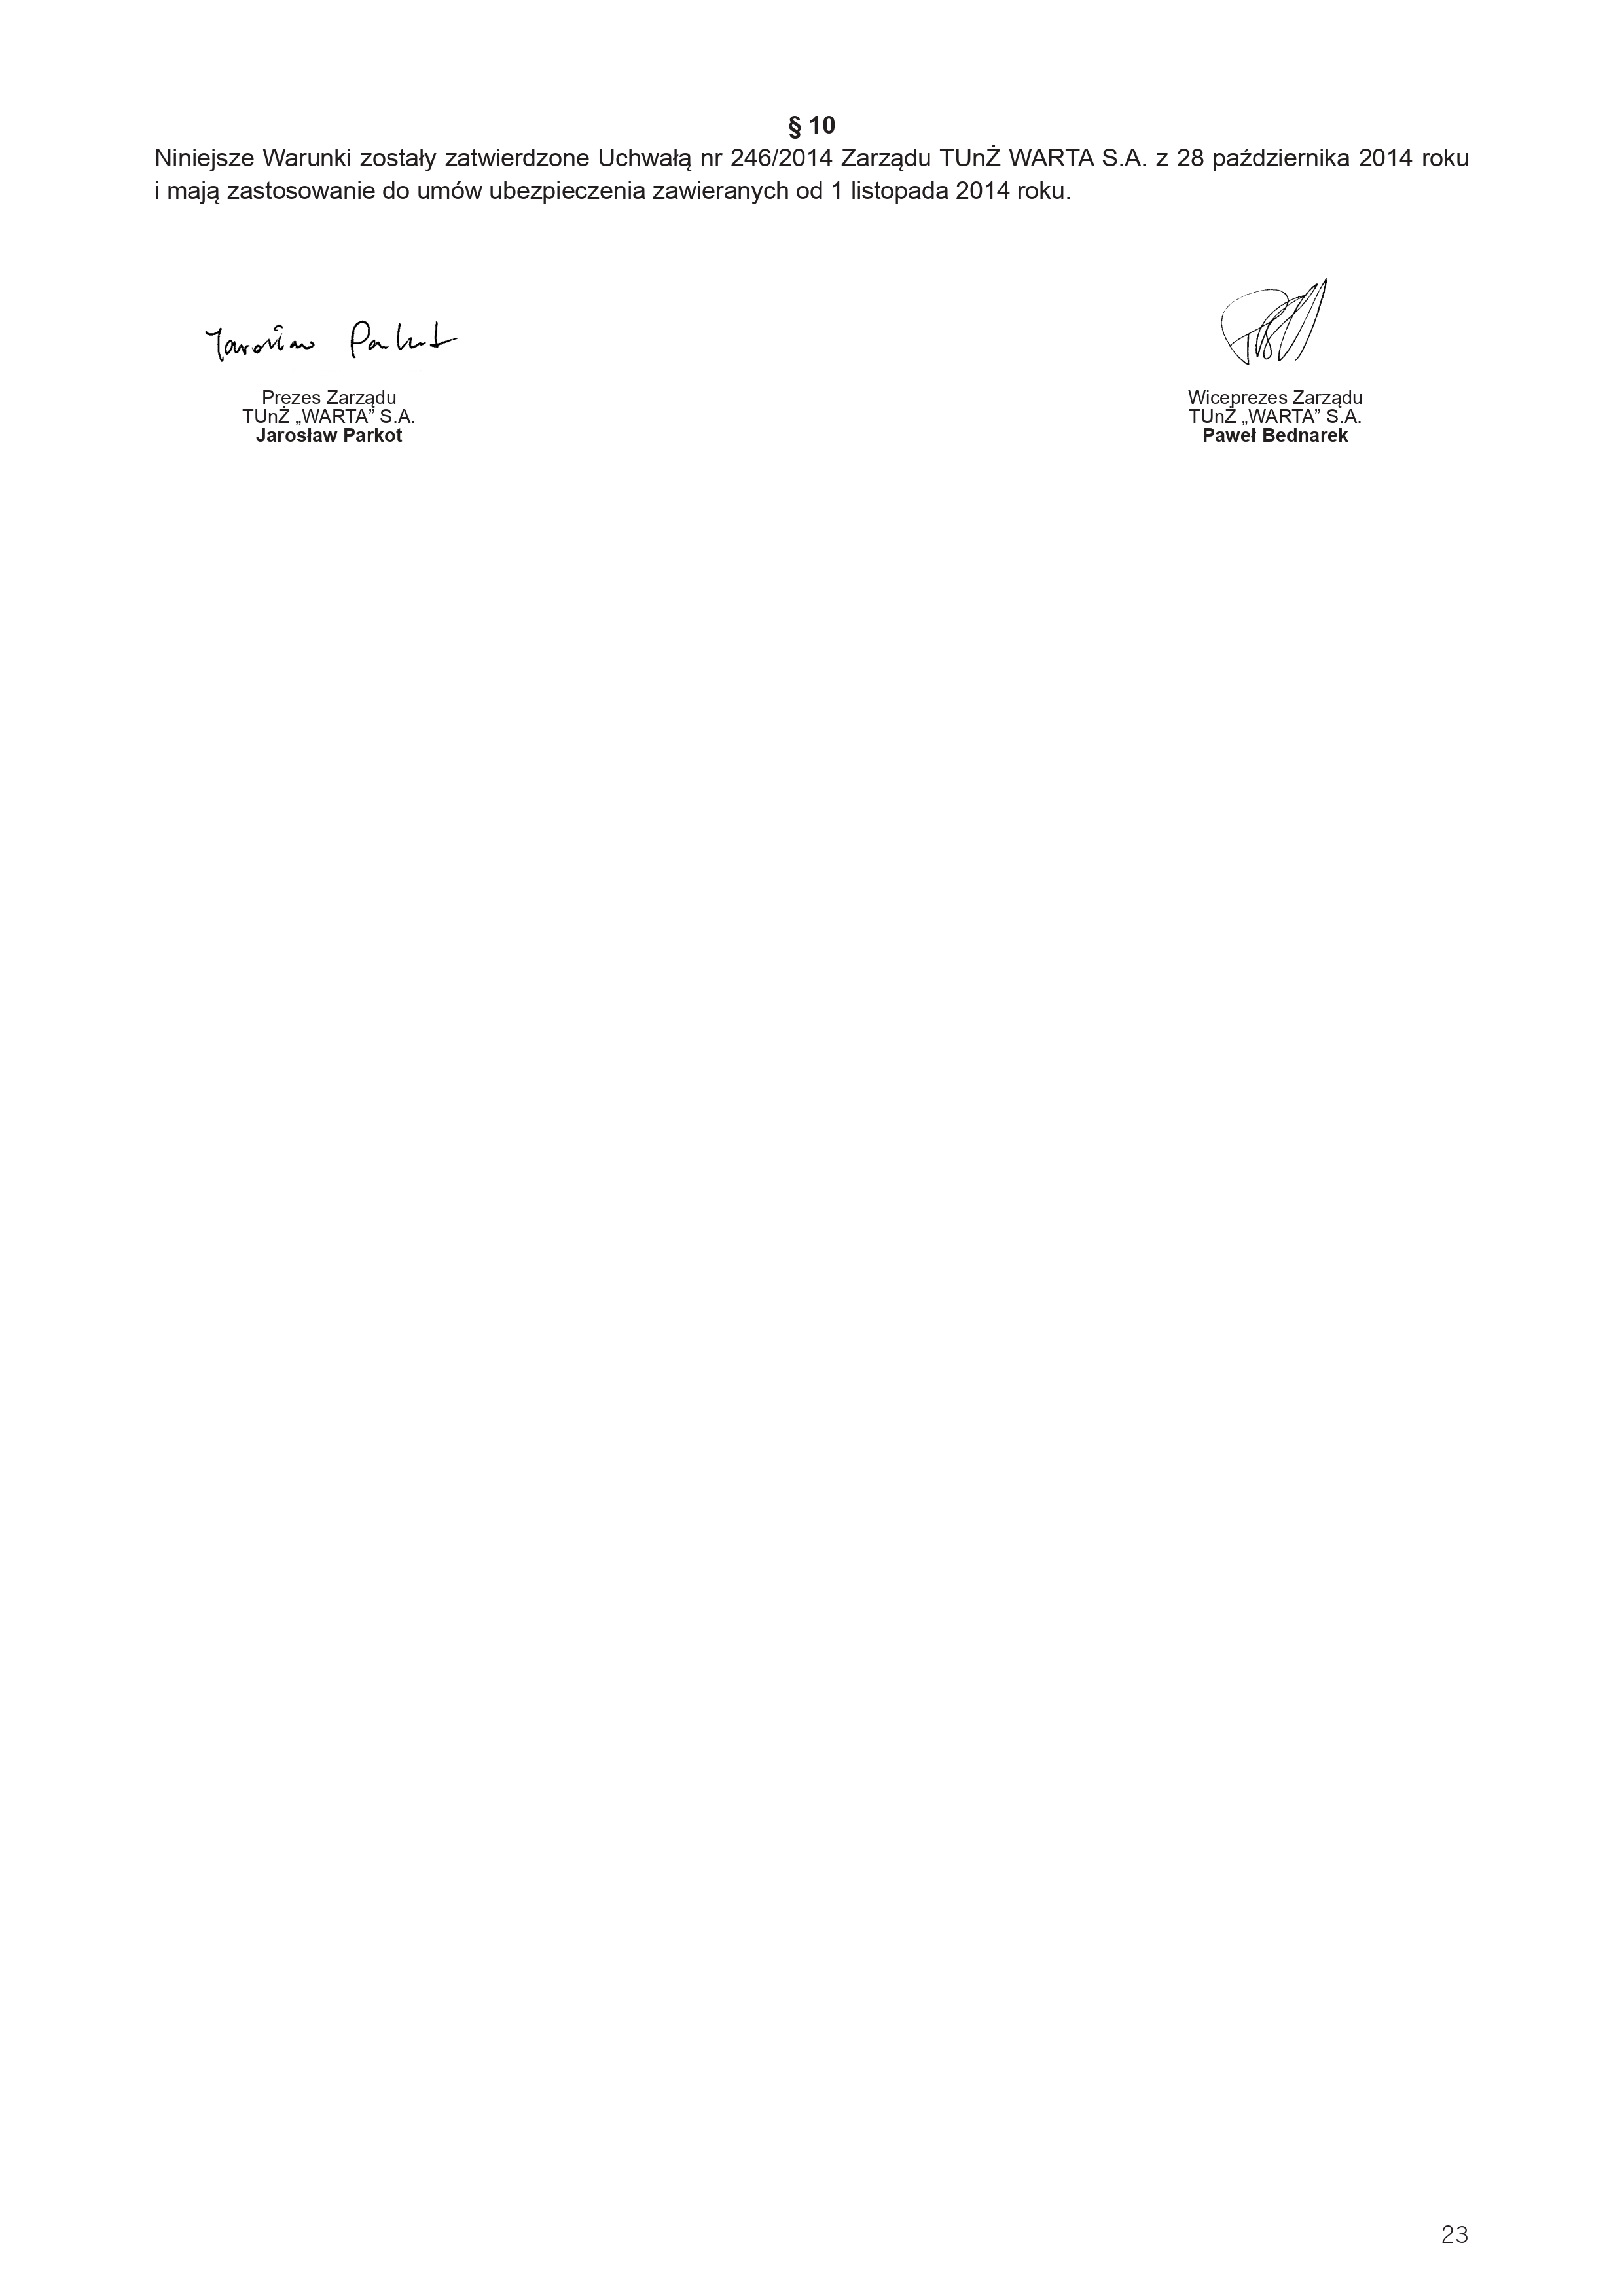 § 10
Niniejsze Warunki zostały zatwierdzone Uchwałą nr 246/2014 Zarządu TUnŻ WARTA S.A. z 28 października 2014 roku
i mają zastosowanie do umów ubezpieczenia zawieranych od 1 listopada 2014 roku.
Jarosław Parkot
Prezes Zarządu
TUnŻ „WARTA” S.A.
Jarosław Parkot
Wiceprezes Zarządu
TUnŻ „WARTA” S.A.
Paweł Bednarek
23